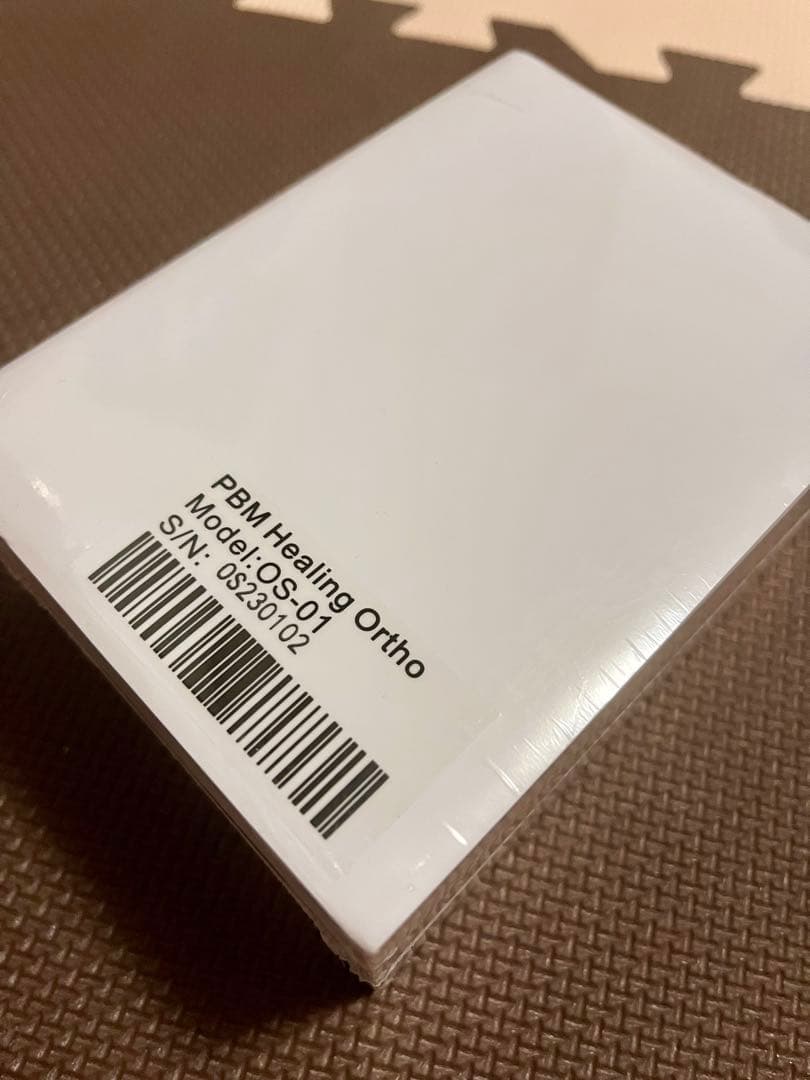 PBM Healing Ortho
Model:OS-01
S/N: 0S230102